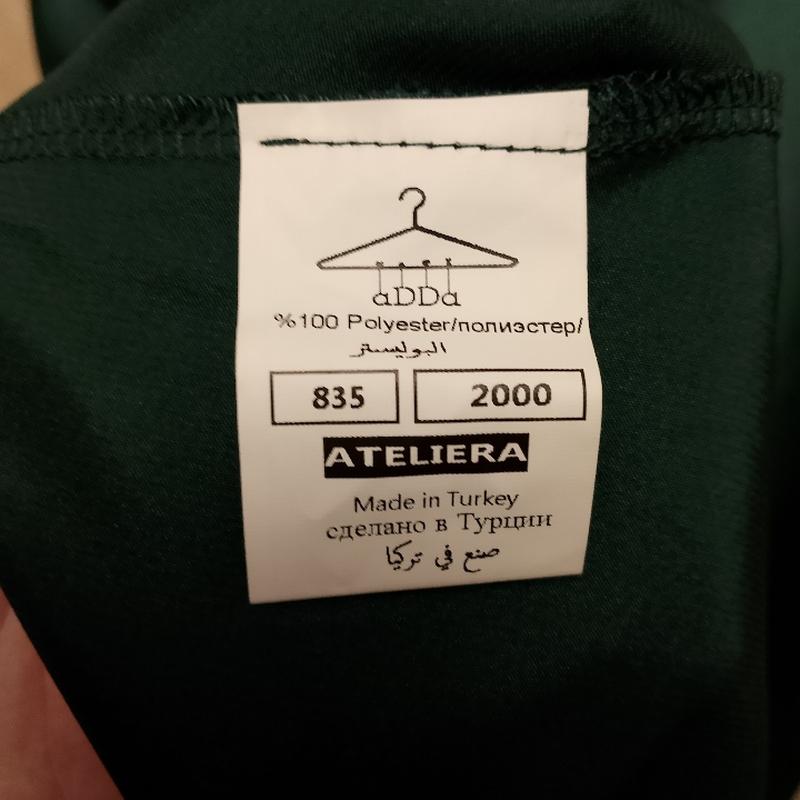 aDDa
%100 Polyester/полиэстер/
البوليستر
835 2000
ATELIERA
Made in Turkey
сделано в Турции
صنع في تركيا